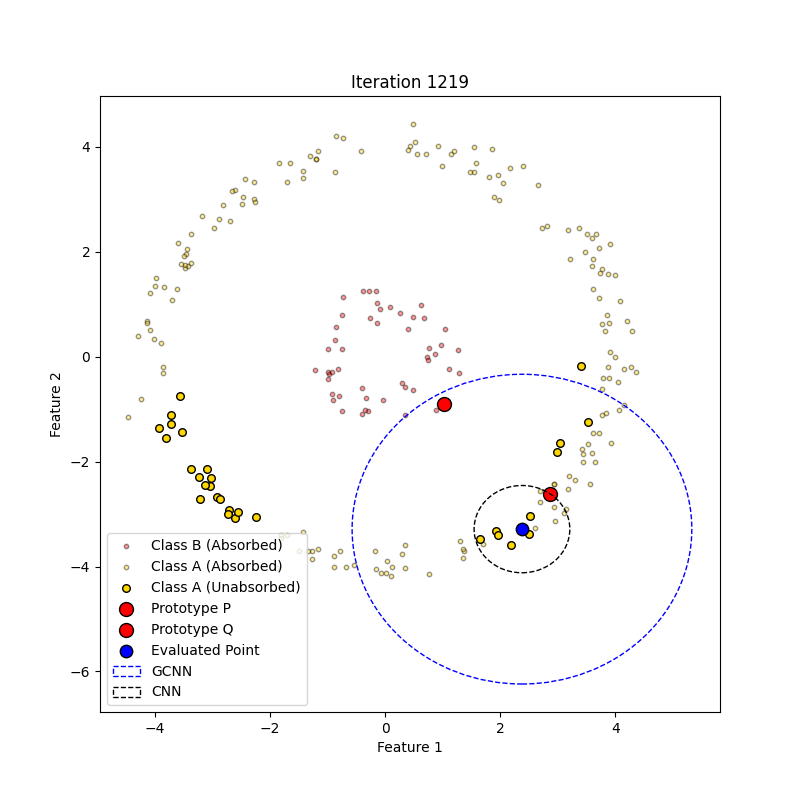 Iteration 1219
Feature 2
4
2
0
−2
−4
−6
−4
−2
0
2
4
Feature 1
Class B (Absorbed)
Class A (Absorbed)
Class A (Unabsorbed)
Prototype P
Prototype Q
Evaluated Point
GCNN
CNN